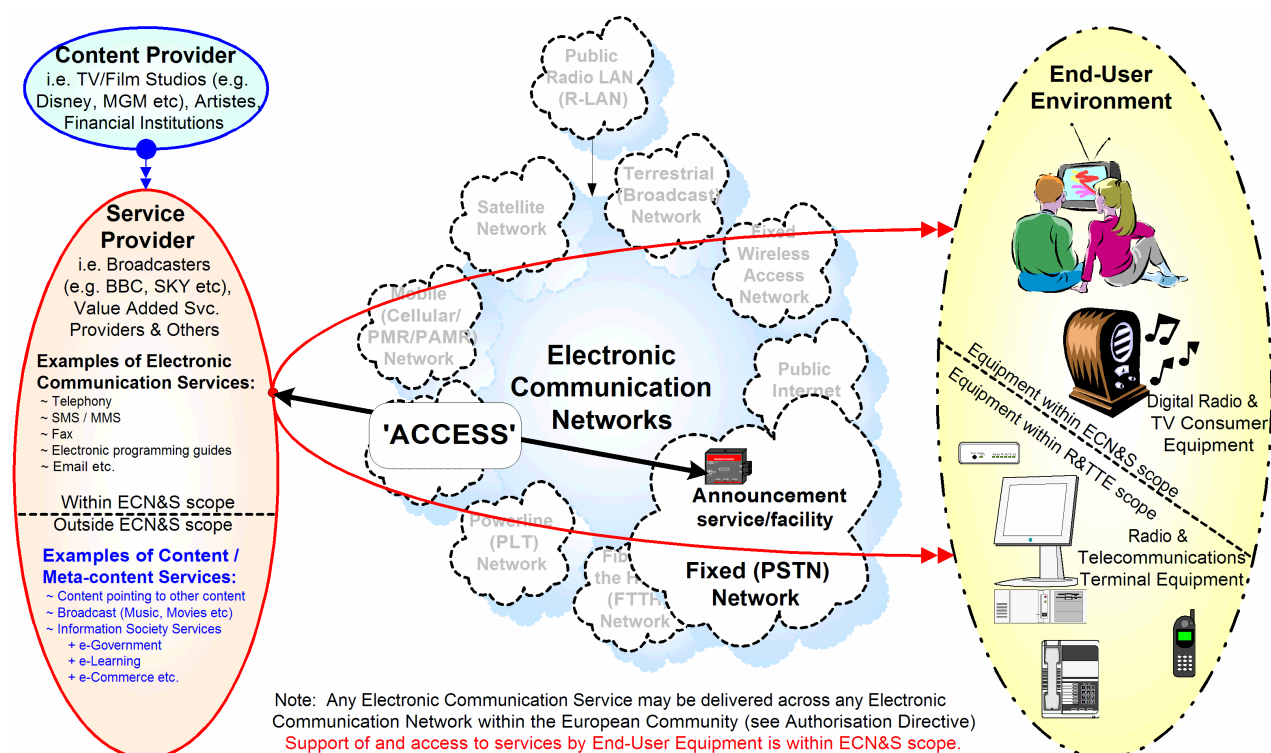 Content Provider
i.e. TV/Film Studios (e.g.
Disney, MGM etc), Artistes,
Financial Institutions
Service
Provider
i.e. Broadcasters
(e.g. BBC, SKY etc),
Value Added Svc.
Providers & Others
Examples of Electronic
Communication Services:
~ Telephony
~ SMS / MMS
~ Fax
~ Electronic programming guides
~ Email etc.
Within ECN&S scope
Outside ECN&S scope
Examples of Content /
Meta-content Services:
~ Content pointing to other content
~ Broadcast (Music, Movies etc)
~ Information Society Services
+ e-Government
+ e-Learning
+ e-Commerce etc.
Public
Radio LAN
(R-LAN)
Terrestrial
(Broadcast)
Network
Satellite
Network
Fixed
Wireless
Access
Network
Mobile
(Cellular/
PMR/PAMR)
Network
Public
Internet
Electronic
Communication
Networks
'ACCESS'
Announcement
service/facility
Fixed (PSTN)
Network
Powerline
(PLT)
Network
the
(FTTH
Network
End-User
Environment
Digital Radio &
TV Consumer
Equipment
Equipment within ECN&S scope
Equipment within R&TTE scope
Radio &
Telecommunications
Terminal Equipment
Note: Any Electronic Communication Service may be delivered across any Electronic
Communication Network within the European Community (see Authorisation Directive)
Support of and access to services by End-User Equipment is within ECN&S scope.